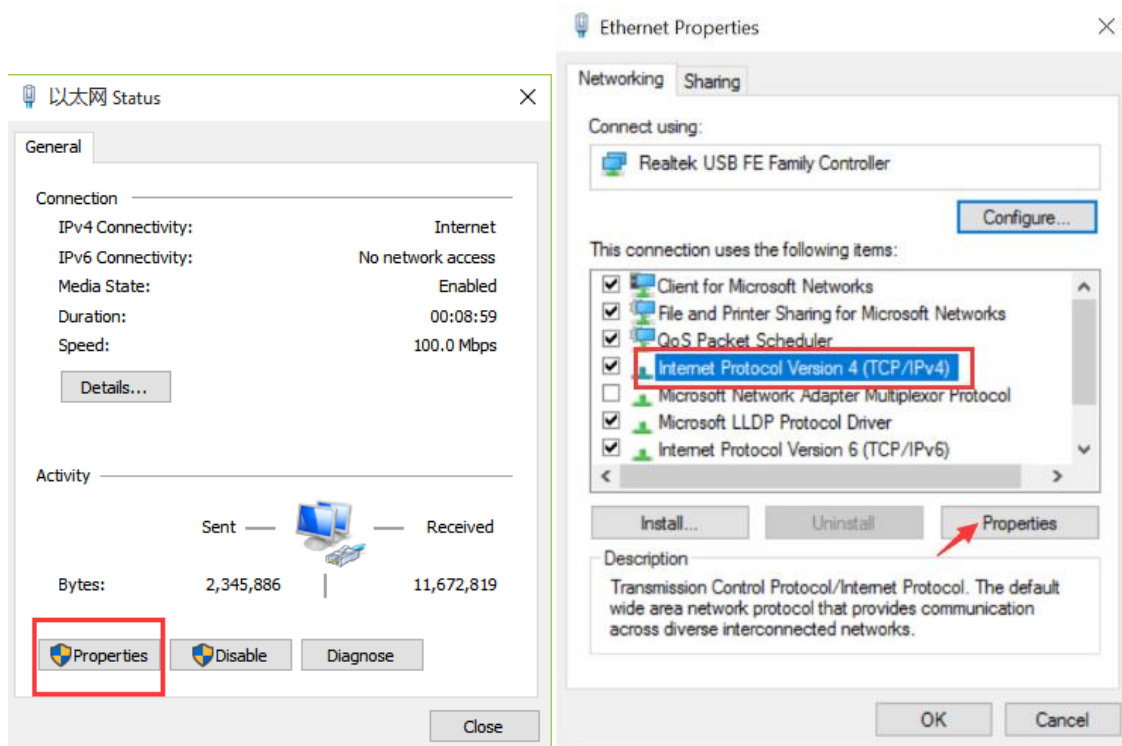 以太网 Status
General
Connection
IPv4 Connectivity: Internet
IPv6 Connectivity: No network access
Media State: Enabled
Duration: 00:08:59
Speed: 100.0 Mbps
Details...
Activity
Sent Received
Bytes: 2,345,886 11,672,819
Properties Disable Diagnose
Close
Ethernet Properties
Networking Sharing
Connect using:
Realtek USB FE Family Controller
Configure...
This connection uses the following items:
Client for Microsoft Networks
File and Printer Sharing for Microsoft Networks
QoS Packet Scheduler
Internet Protocol Version 4 (TCP/IPv4)
Microsoft Network Adapter Multiplexor Protocol
Microsoft LLDP Protocol Driver
Internet Protocol Version 6 (TCP/IPv6)
Install... Uninstall Properties
Description
Transmission Control Protocol/Internet Protocol. The default
wide area network protocol that provides communication
across diverse interconnected networks.
OK Cancel